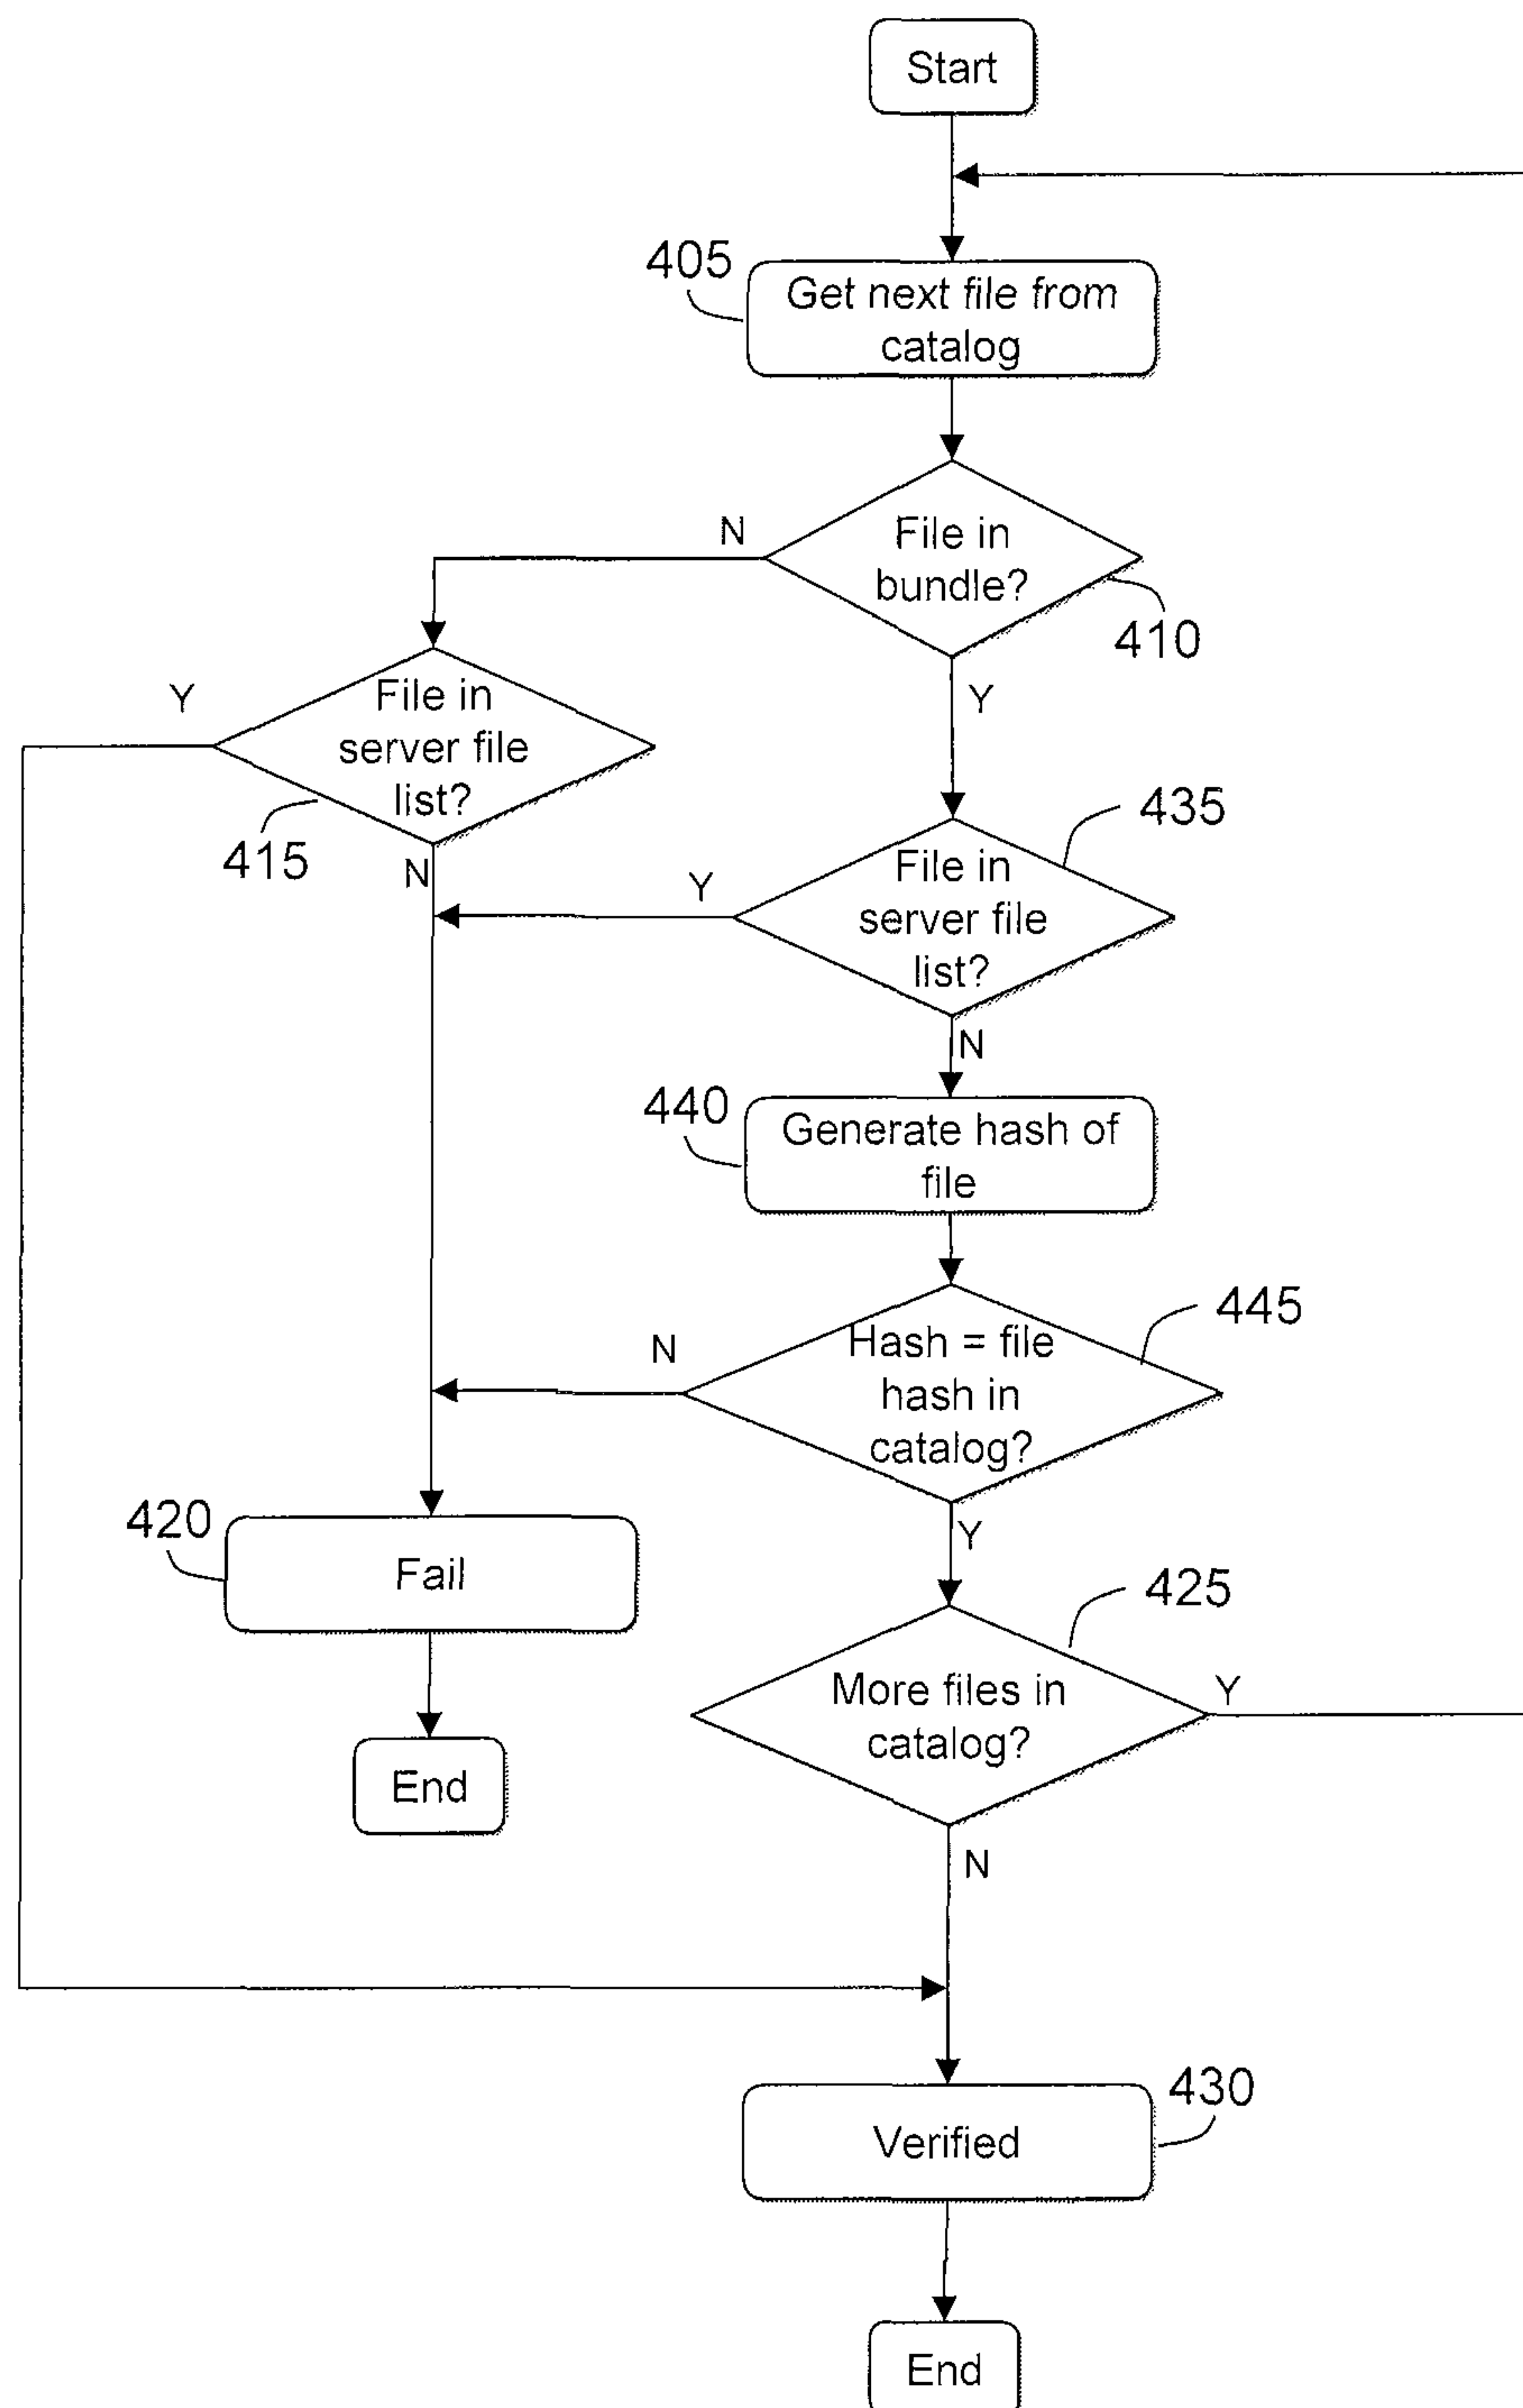 Start
405
Get next file from
catalog
N
File in
bundle?
410
Y
Y
File in
server file
list?
415
N
435
Y
File in
server file
list?
N
440
Generate hash of
file
445
N
Hash = file
hash in
catalog?
Y
420
Fail
425
More files in
catalog?
Y
End
N
430
Verified
End